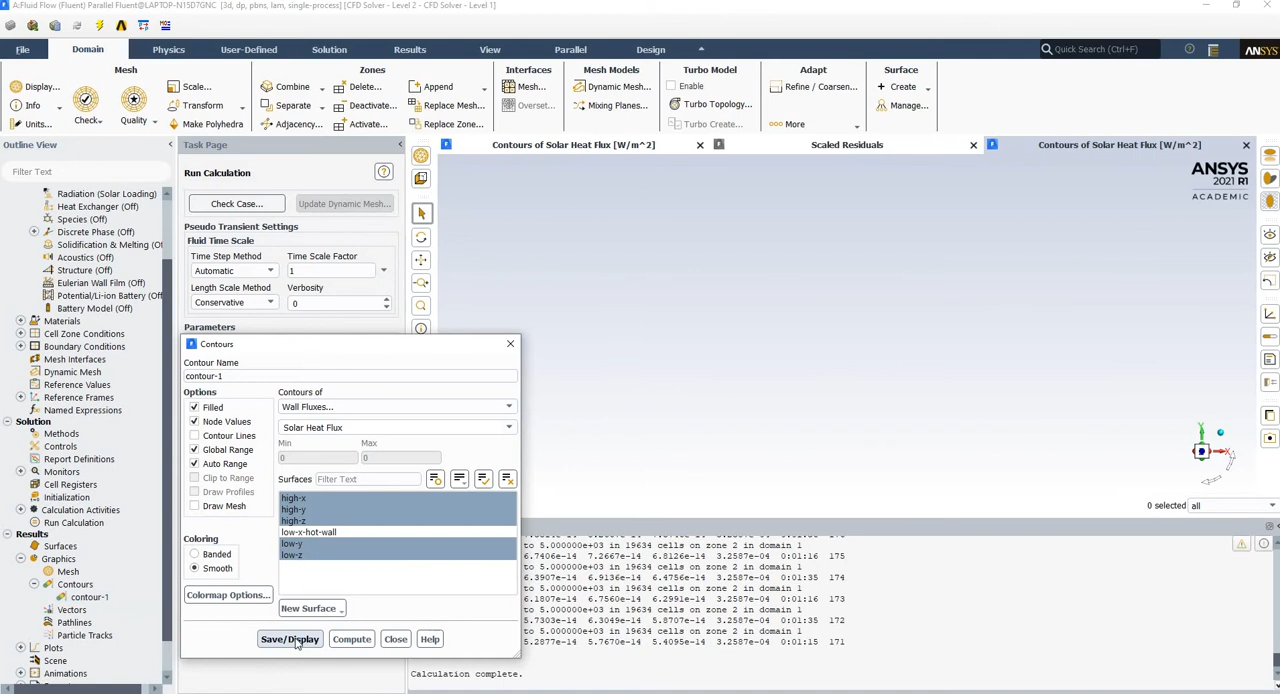 A:Fluid Flow (Fluent) Parallel Fluent@LAPTOP-N15D7GNC [3d, dp, pbns, lam, single-process] [CFD Solver - Level 2 - CFD Solver - Level 1]
File Domain Physics User-Defined Solution Results View Parallel Design Quick Search (Ctrl+F) ANSYS
Mesh Zones Interfaces Mesh Models Turbo Model Adapt Surface
Display... Scale... Combine Delete... Append Mesh... Dynamic Mesh... Enable Refine / Coarsen... Create
Info Check Quality Transform Separate Deactivate... Replace Mesh... Overset... Mixing Planes... Turbo Topology... Manage...
Units... Make Polyhedra Adjacency... Activate... Replace Zone... Turbo Create... More
Outline View
Filter Text
Radiation (Solar Loading)
Heat Exchanger (Off)
Species (Off)
Discrete Phase (Off)
Solidification & Melting (Of
Acoustics (Off)
Structure (Off)
Eulerian Wall Film (Off)
Potential/Li-ion Battery (Of
Battery Model (Off)
Materials
Cell Zone Conditions
Boundary Conditions
Mesh Interfaces
Dynamic Mesh
Reference Values
Reference Frames
Named Expressions
Solution
Methods
Controls
Report Definitions
Monitors
Cell Registers
Initialization
Calculation Activities
Run Calculation
Results
Surfaces
Graphics
Mesh
Contours
contour-1
Vectors
Pathlines
Particle Tracks
Plots
Scene
Animations
Task Page
Run Calculation
Check Case... Update Dynamic Mesh...
Pseudo Transient Settings
Fluid Time Scale
Time Step Method Time Scale Factor
Automatic 1
Length Scale Method Verbosity
Conservative 0
Parameters
Contours
Contour Name
contour-1
Options
Filled
Node Values
Contour Lines
Global Range
Auto Range
Clip to Range
Draw Profiles
Draw Mesh
Coloring
Banded
Smooth
Colormap Options...
Contours of
Wall Fluxes...
Solar Heat Flux
Min Max
0 0
Surfaces Filter Text
high-x
high-y
high-z
low-x-hot-wall
low-y
low-z
New Surface
Save/Display Compute Close Help
Contours of Solar Heat Flux [W/m^2] Scaled Residuals Contours of Solar Heat Flux [W/m^2]
ANSYS
2021 R1
ACADEMIC
Y
X
0 selected all
to 5.000000e+03 in 19634 cells on zone 2 in domain 1
6.7406e-14 7.2667e-14 6.8126e-14 3.2587e-04 0:01:16 175
to 5.000000e+03 in 19634 cells on zone 2 in domain 1
6.3907e-14 6.9136e-14 6.4756e-14 3.2587e-04 0:01:35 174
to 5.000000e+03 in 19634 cells on zone 2 in domain 1
6.0476e-14 6.7560e-14 6.2991e-14 3.2587e-04 0:01:51 173
to 5.000000e+03 in 19634 cells on zone 2 in domain 1
5.7303e-14 6.3049e-14 5.8707e-14 3.2587e-04 0:02:04 172
to 5.000000e+03 in 19634 cells on zone 2 in domain 1
5.2877e-14 5.7670e-14 5.4095e-14 3.2587e-04 0:02:14 171
Calculation complete.